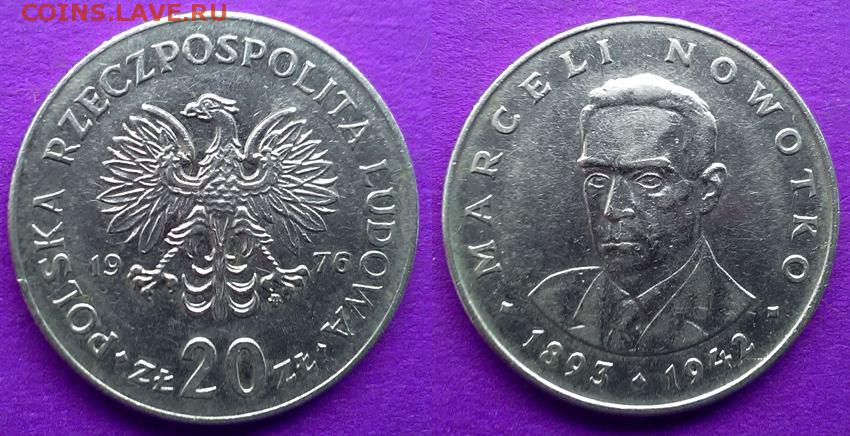 COINS.LAVE.RU
POLSKA RZECZPOSPOLITA LUDOWA
19 76
ZŁ 20 ZŁ
MARCELI NOWOTKO
1893 1942